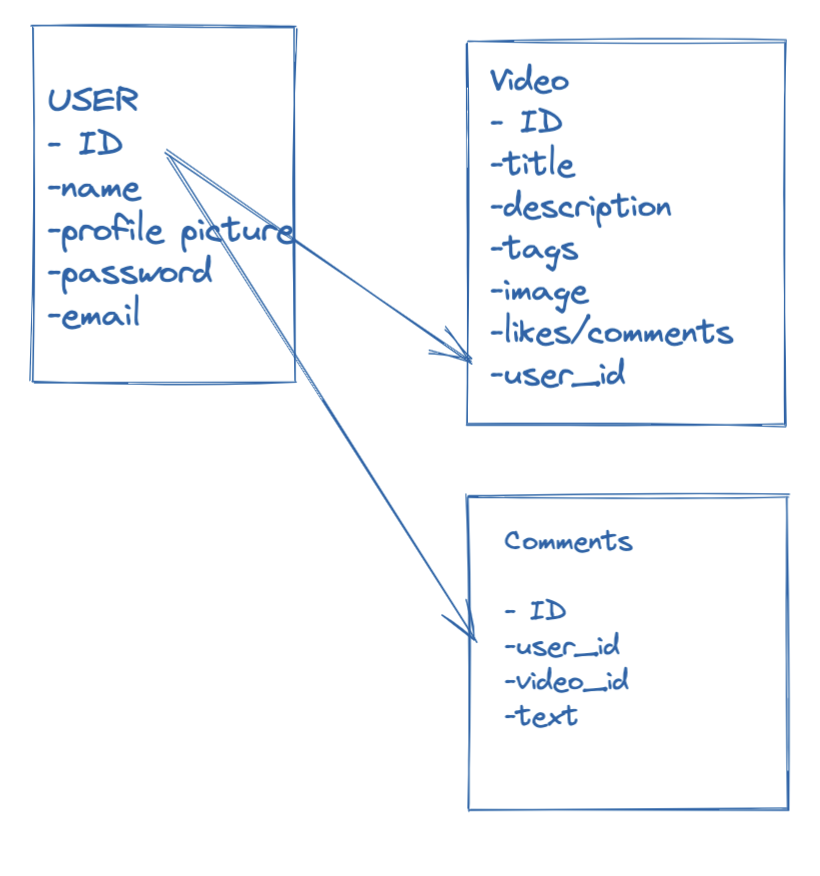 USER
- ID
-name
-profile picture
-password
-email
Video
- ID
-title
-description
-tags
-image
-likes/comments
-user_id
Comments
- ID
-user_id
-video_id
-text